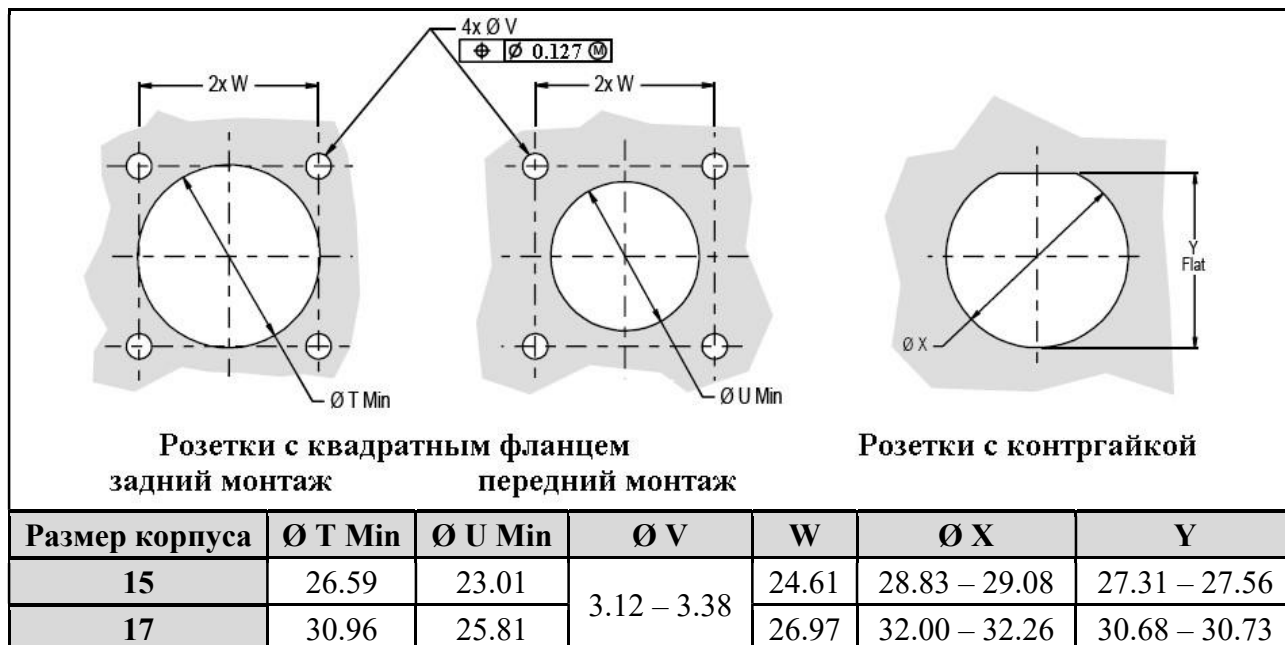 4x Ø V
⌖ Ø 0.127 Ⓜ
2x W
2x W
Y
Flat
Ø X
Ø T Min
Ø U Min
Розетки с квадратным фланцем
Розетки с контргайкой
задний монтаж передний монтаж
Размер корпуса Ø T Min Ø U Min Ø V W Ø X Y
15 26.59 23.01 3.12 – 3.38 24.61 28.83 – 29.08 27.31 – 27.56
17 30.96 25.81 26.97 32.00 – 32.26 30.68 – 30.73